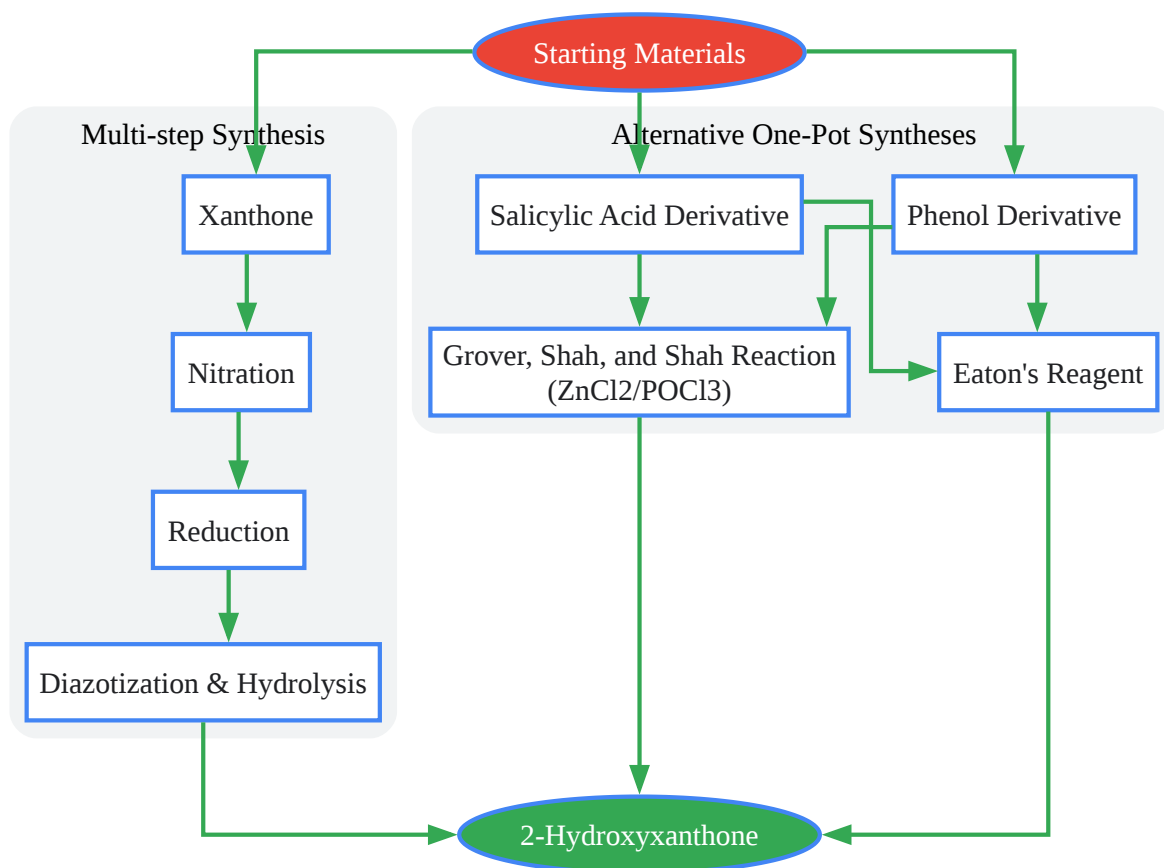 Starting Materials
Multi-step Synthesis
Alternative One-Pot Syntheses
Xanthone
Salicylic Acid Derivative
Phenol Derivative
Nitration
Grover, Shah, and Shah Reaction
(ZnCl2/POCl3)
Eaton's Reagent
Reduction
Diazotization & Hydrolysis
2-Hydroxyxanthone